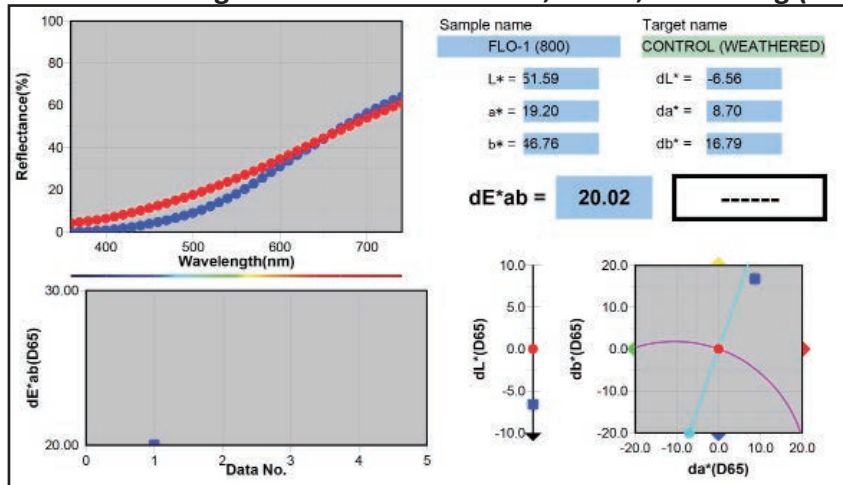 Sample name
Target name
FLO-1 (800)
CONTROL (WEATHERED)
L* = 51.59
dL* = -6.56
a* = 19.20
da* = 8.70
b* = 46.76
db* = 16.79
dE*ab = 20.02
------
Reflectance(%)
100
80
60
40
20
0
400 500 600 700
Wavelength(nm)
dE*ab(D65)
30.00
20.00
0 1 2 3 4 5
Data No.
dL*(D65)
10.0
5.0
0.0
-5.0
-10.0
db*(D65)
20.0
10.0
0.0
-10.0
-20.0
-20.0 -10.0 0.0 10.0 20.0
da*(D65)